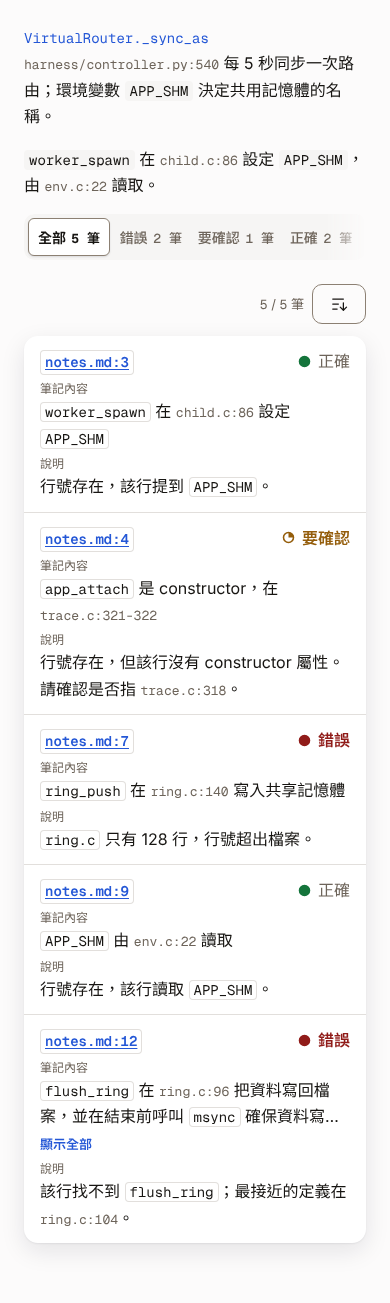 VirtualRouter._sync_as
harness/controller.py:540 每 5 秒同步一次路
由；環境變數 APP_SHM 決定共用記憶體的名
稱。
worker_spawn 在 child.c:86 設定 APP_SHM，
由 env.c:22 讀取。
全部 5 筆 錯誤 2 筆 要確認 1 筆 正確 2 筆
5 / 5 筆
notes.md:3 正確
筆記內容
worker_spawn 在 child.c:86 設定
APP_SHM
說明
行號存在，該行提到 APP_SHM。
notes.md:4 要確認
筆記內容
app_attach 是 constructor，在
trace.c:321-322
說明
行號存在，但該行沒有 constructor 屬性。
請確認是否指 trace.c:318。
notes.md:7 錯誤
筆記內容
ring_push 在 ring.c:140 寫入共享記憶體
說明
ring.c 只有 128 行，行號超出檔案。
notes.md:9 正確
筆記內容
APP_SHM 由 env.c:22 讀取
說明
行號存在，該行讀取 APP_SHM。
notes.md:12 錯誤
筆記內容
flush_ring 在 ring.c:96 把資料寫回檔
案，並在結束前呼叫 msync 確保資料寫...
顯示全部
說明
該行找不到 flush_ring；最接近的定義在
ring.c:104。